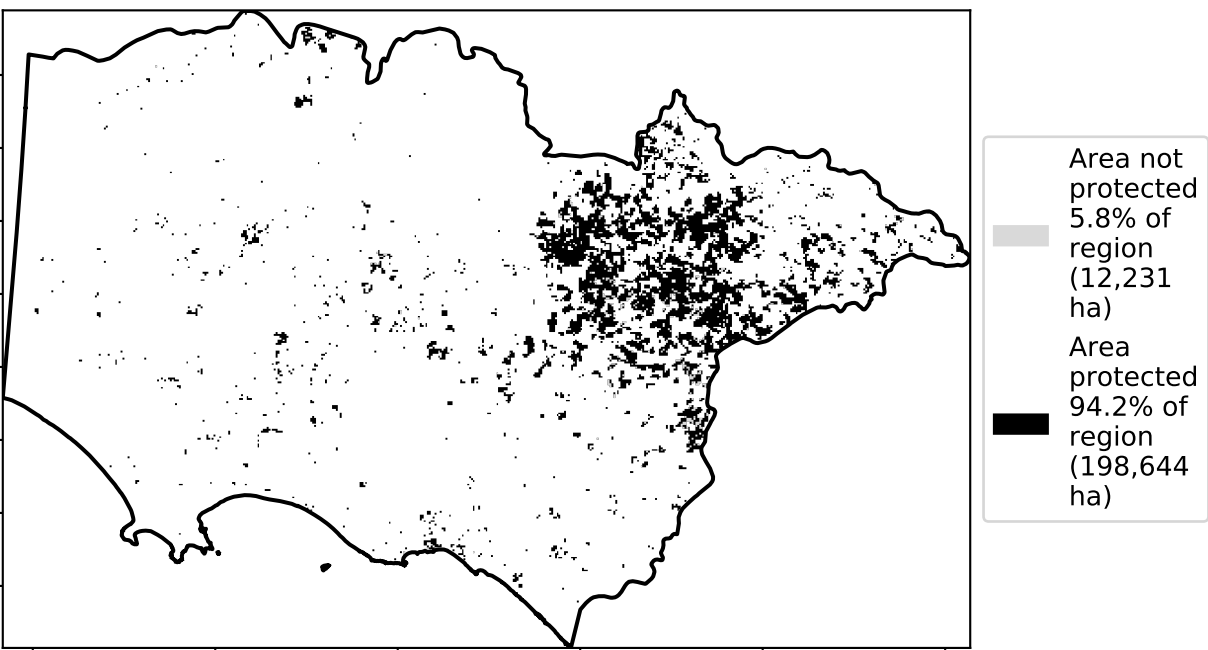 Area not
protected
5.8% of
region
(12,231
ha)
Area
protected
94.2% of
region
(198,644
ha)